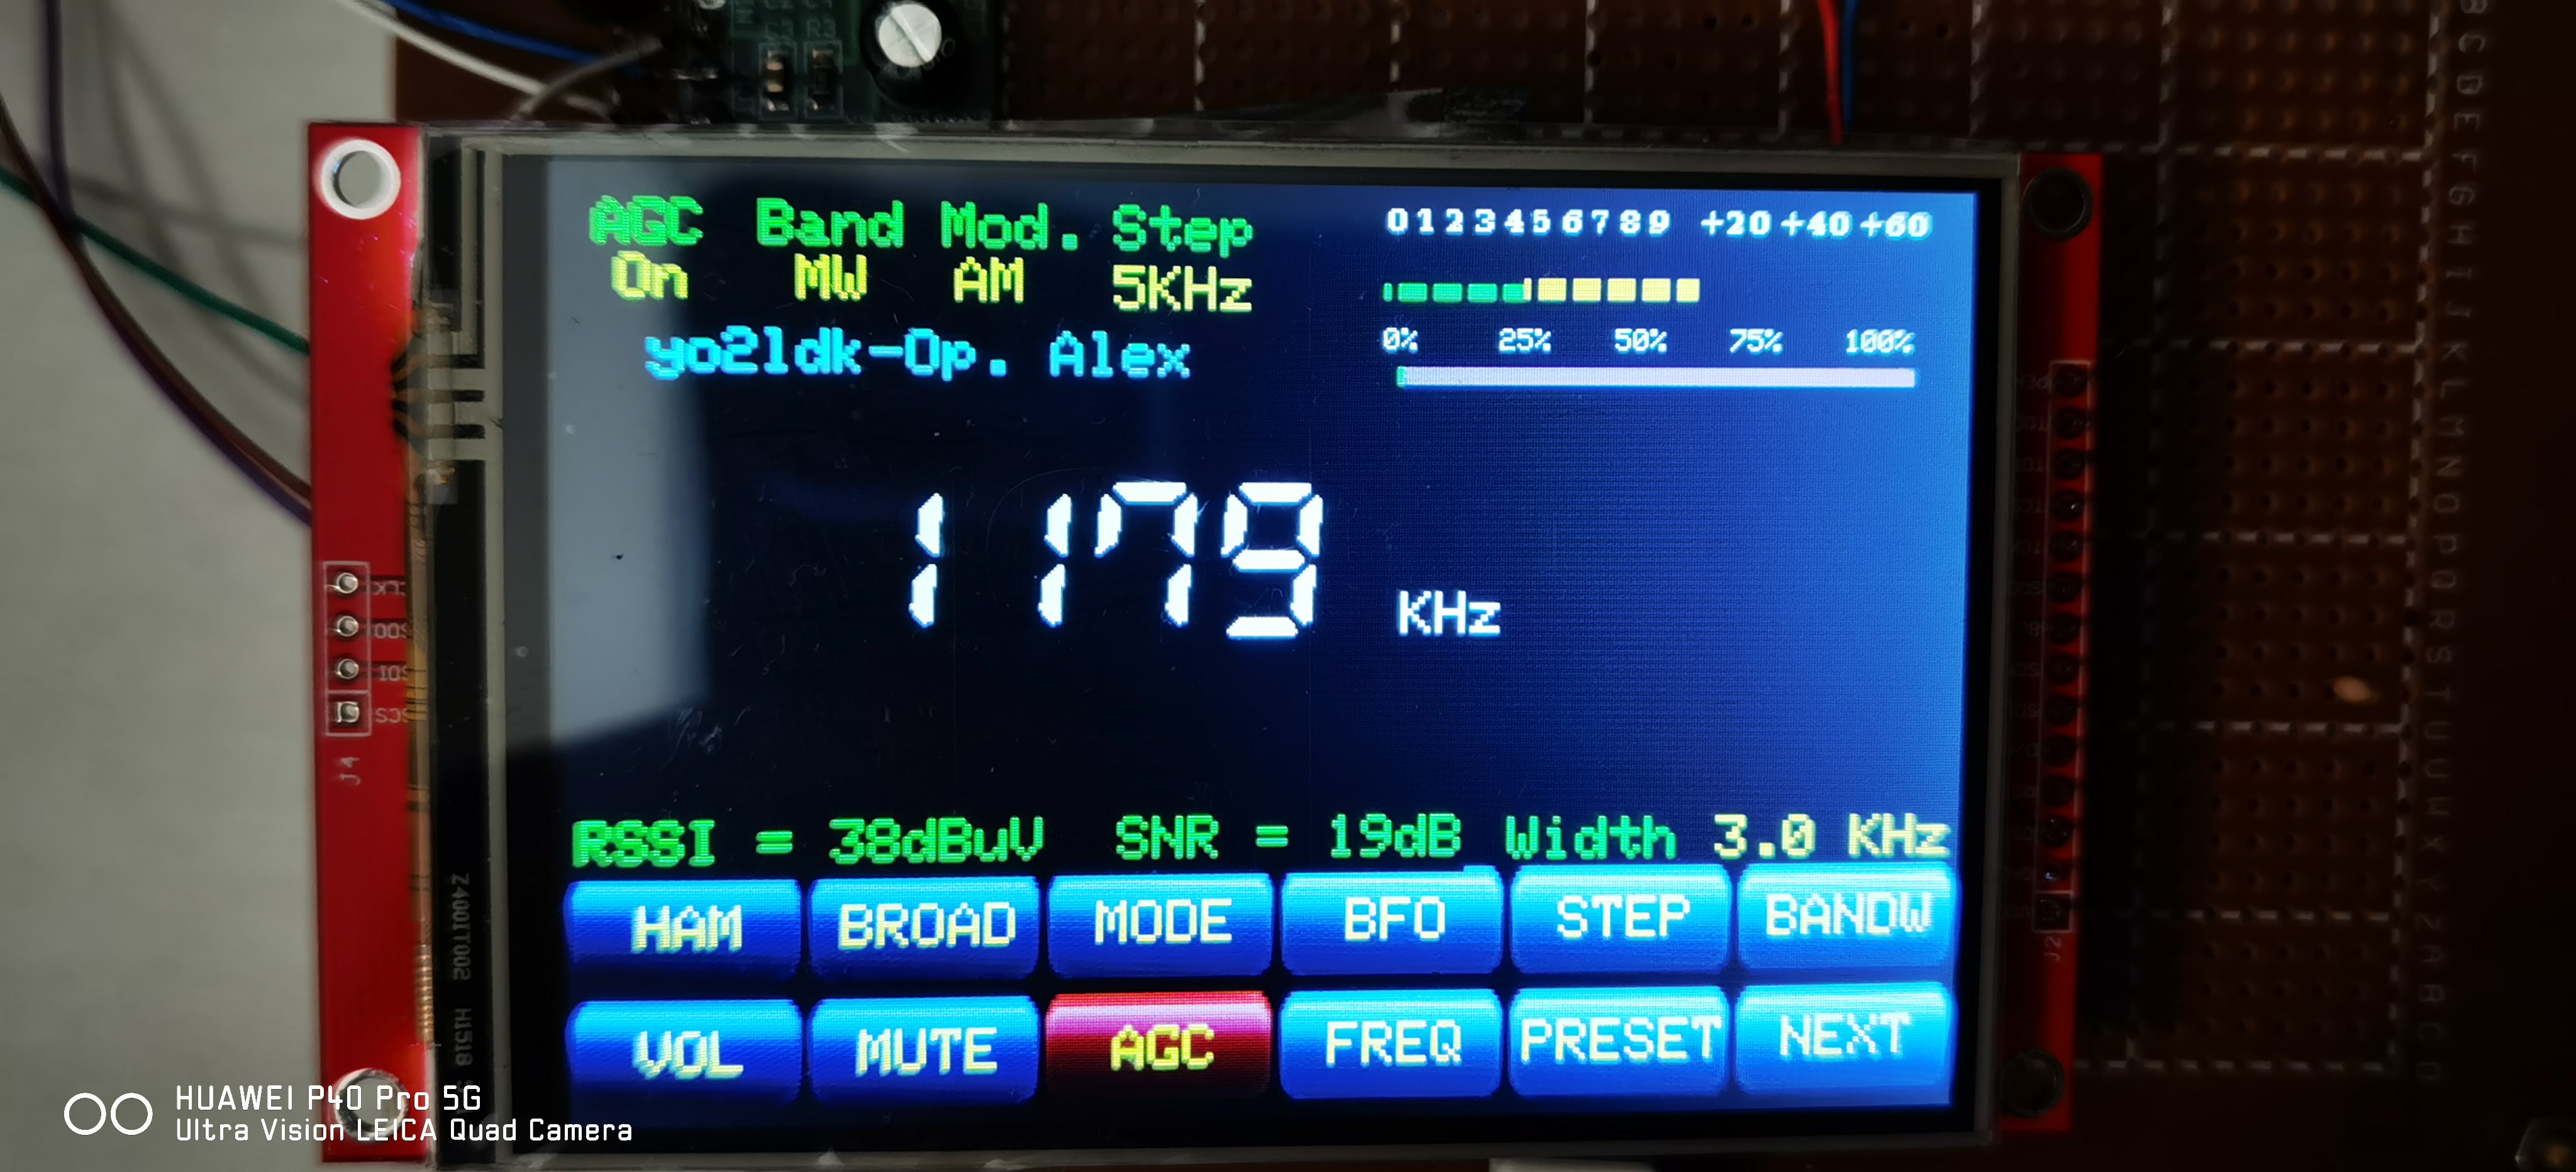 AGC Band Mod. Step
On MW AM 5KHz
yo2ldk-Op. Alex
0 1 2 3 4 5 6 7 8 9 +20 +40 +60
0% 25% 50% 75% 100%
1179 KHz
RSSI = 38dBuV SNR = 19dB Width 3.0 KHz
HAM BROAD MODE BFO STEP BANDW
VOL MUTE AGC FREQ PRESET NEXT
J4
J2
HUAWEI P40 Pro 5G
Ultra Vision LEICA Quad Camera